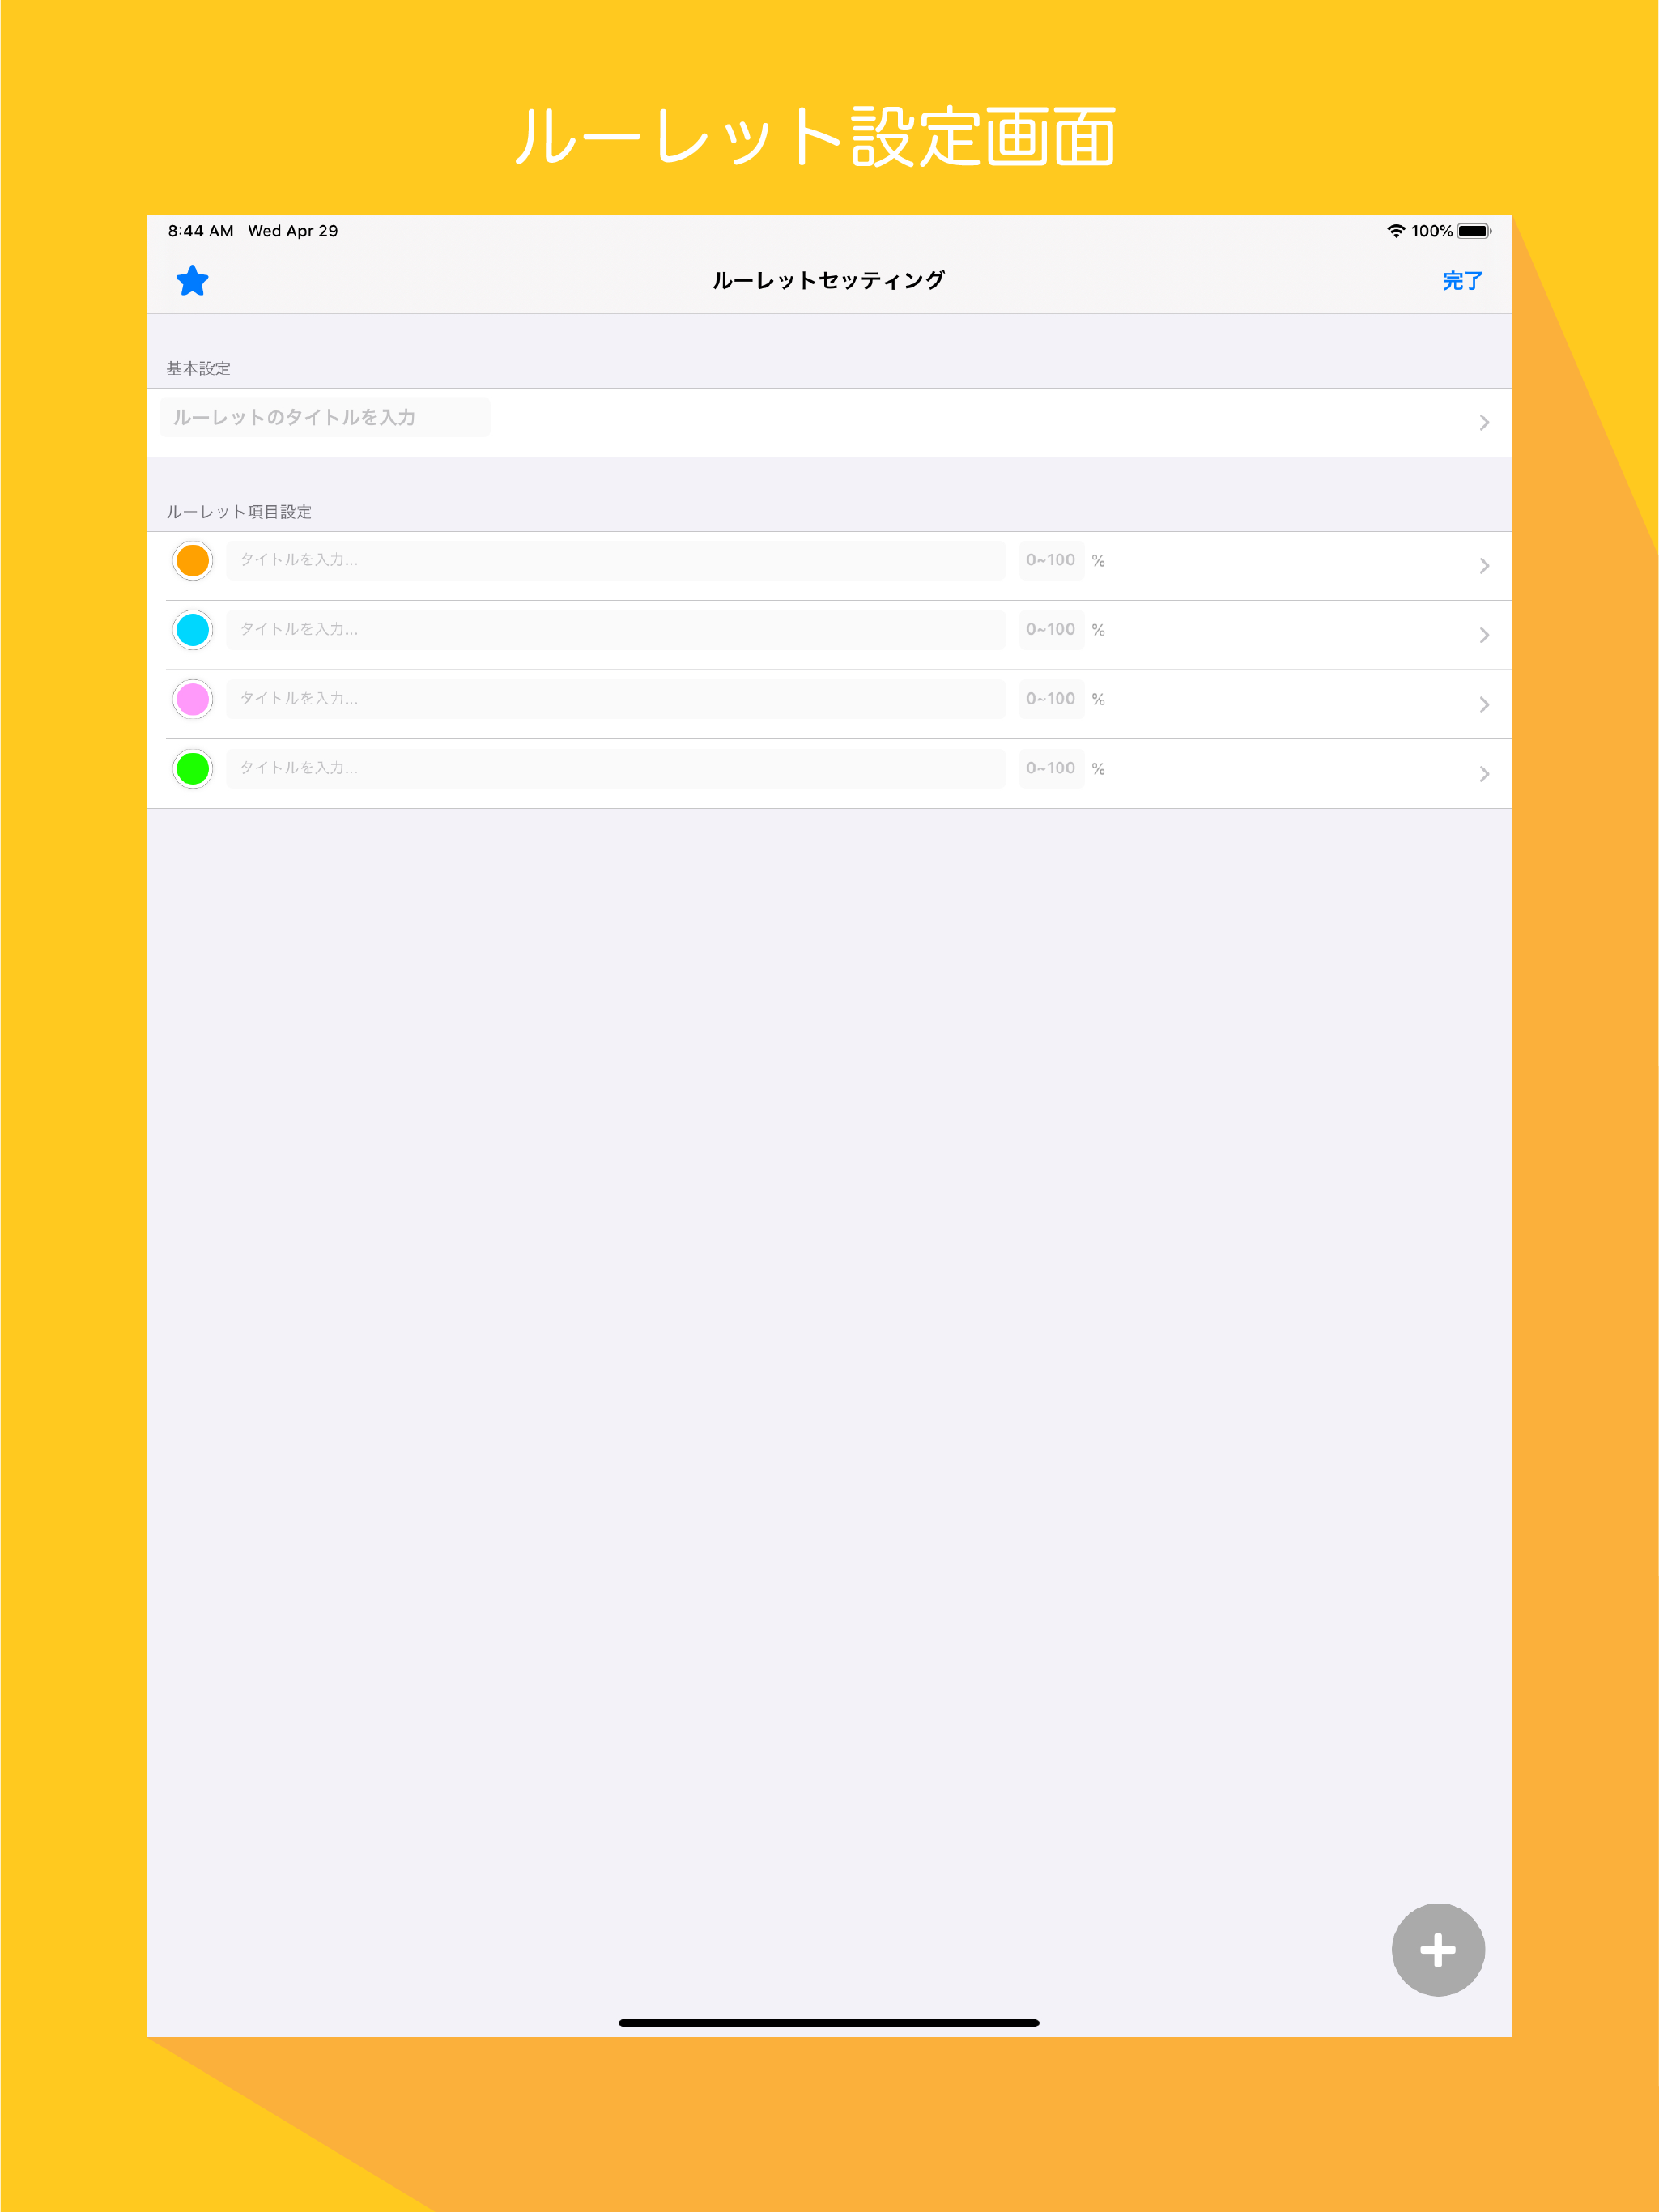 ルーレット設定画面
8:44 AM Wed Apr 29 100%
ルーレットセッティング 完了
基本設定
ルーレットのタイトルを入力
ルーレット項目設定
タイトルを入力... 0~100 %
タイトルを入力... 0~100 %
タイトルを入力... 0~100 %
タイトルを入力... 0~100 %